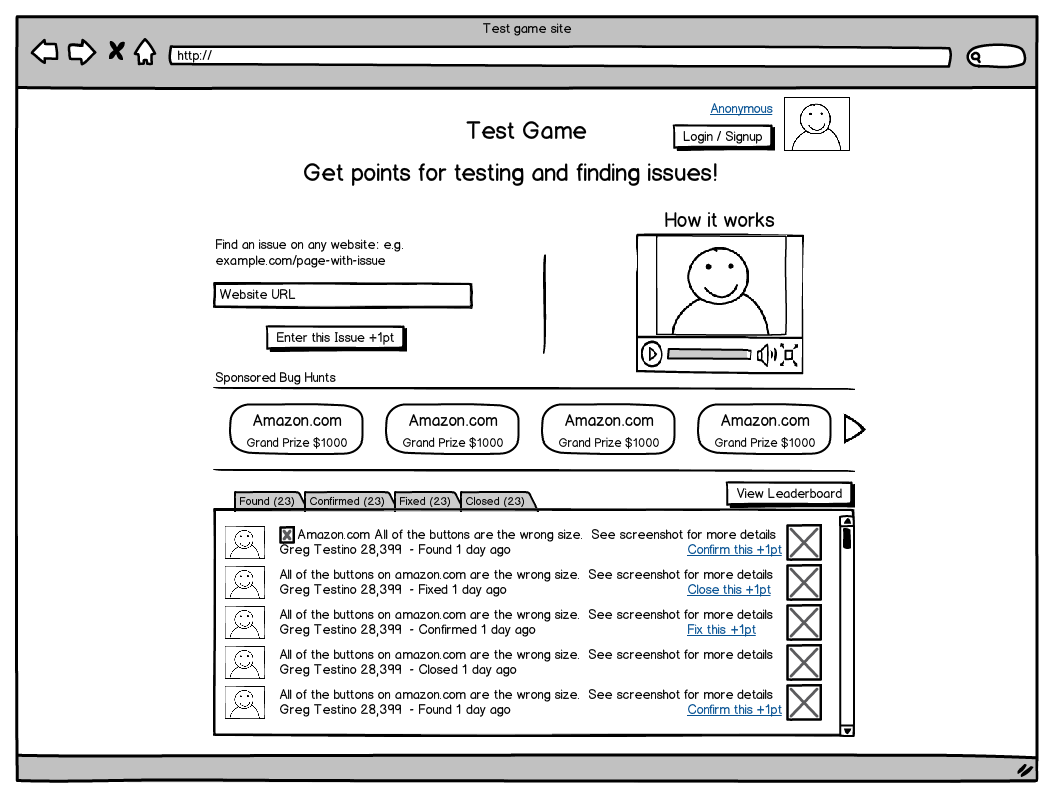 Test game site
http://
Anonymous
Login / Signup
Test Game
Get points for testing and finding issues!
How it works
Find an issue on any website: e.g.
example.com/page-with-issue
Website URL
Enter this Issue +1pt
Sponsored Bug Hunts
Amazon.com Amazon.com Amazon.com Amazon.com
Grand Prize $1000 Grand Prize $1000 Grand Prize $1000 Grand Prize $1000
View Leaderboard
Found (23) Confirmed (23) Fixed (23) Closed (23)
Amazon.com All of the buttons are the wrong size. See screenshot for more details
Greg Testino 28,399 - Found 1 day ago Confirm this +1pt
All of the buttons on amazon.com are the wrong size. See screenshot for more details
Greg Testino 28,399 - Fixed 1 day ago Close this +1pt
All of the buttons on amazon.com are the wrong size. See screenshot for more details
Greg Testino 28,399 - Confirmed 1 day ago Fix this +1pt
All of the buttons on amazon.com are the wrong size. See screenshot for more details
Greg Testino 28,399 - Closed 1 day ago
All of the buttons on amazon.com are the wrong size. See screenshot for more details
Greg Testino 28,399 - Found 1 day ago Confirm this +1pt